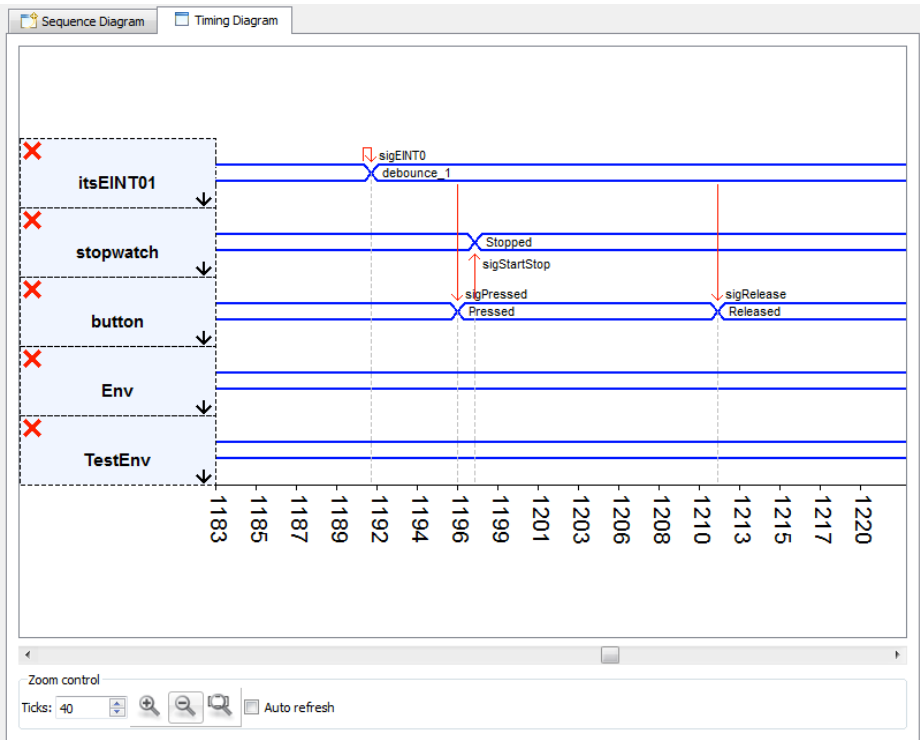 Sequence Diagram
Timing Diagram
sigEINT0
debounce_1
itsEINT01
Stopped
stopwatch
sigStartStop
sigPressed
sigRelease
Pressed
Released
button
Env
TestEnv
1183
1185
1187
1189
1192
1194
1196
1199
1201
1203
1206
1208
1210
1213
1215
1217
1220
Zoom control
Ticks: 40
Auto refresh